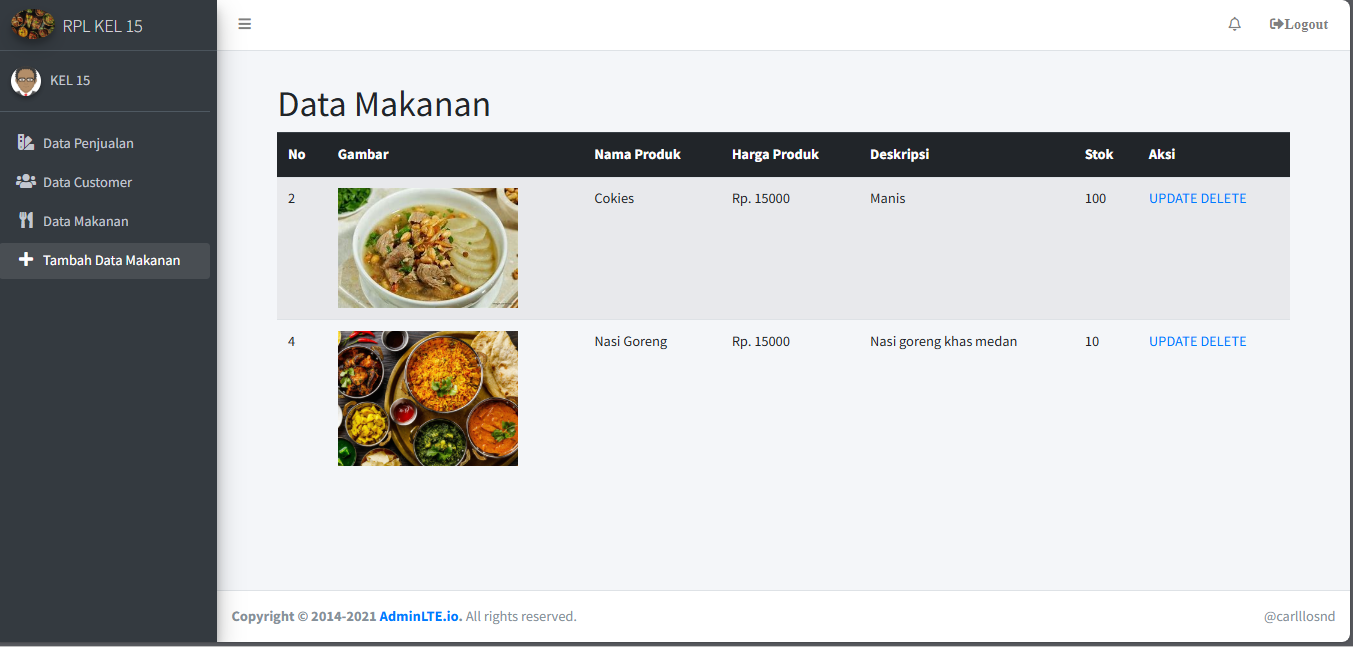 RPL KEL 15
Logout
KEL 15
Data Penjualan
Data Customer
Data Makanan
Tambah Data Makanan
Data Makanan
No Gambar Nama Produk Harga Produk Deskripsi Stok Aksi
2 Cokies Rp. 15000 Manis 100 UPDATE DELETE
4 Nasi Goreng Rp. 15000 Nasi goreng khas medan 10 UPDATE DELETE
Copyright © 2014-2021 AdminLTE.io. All rights reserved.
@carlllosnd